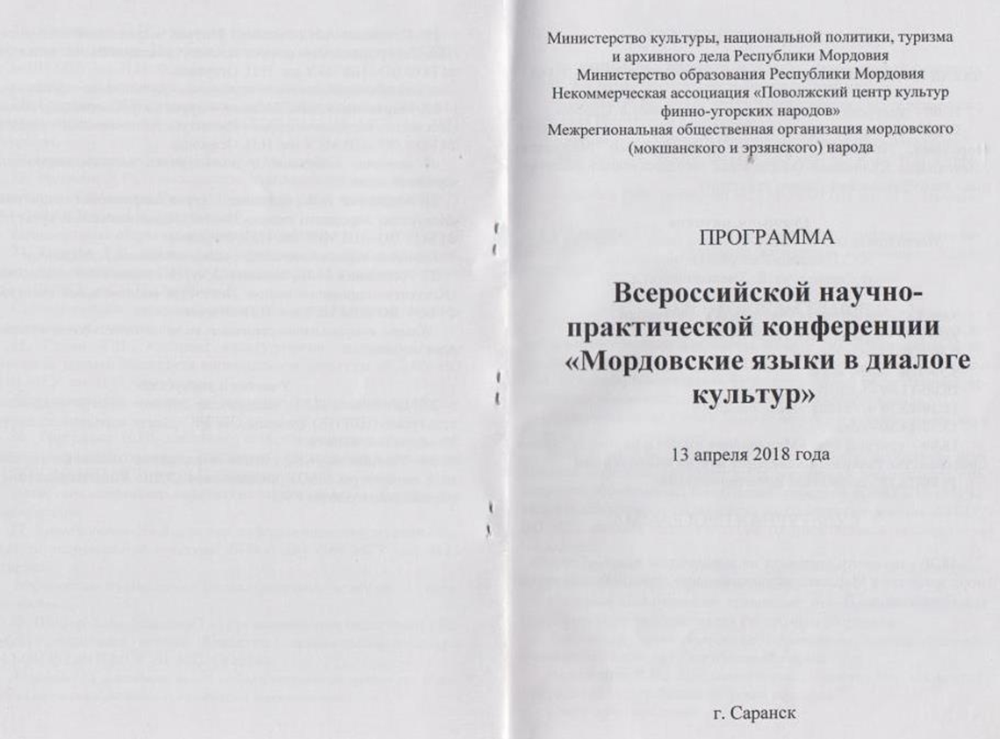 Министерство культуры, национальной политики, туризма
и архивного дела Республики Мордовия
Министерство образования Республики Мордовия
Некоммерческая ассоциация «Поволжский центр культур
финно-угорских народов»
Межрегиональная общественная организация мордовского
(мокшанского и эрзянского) народа
ПРОГРАММА
Всероссийской научно-
практической конференции
«Мордовские языки в диалоге
культур»
13 апреля 2018 года
г. Саранск